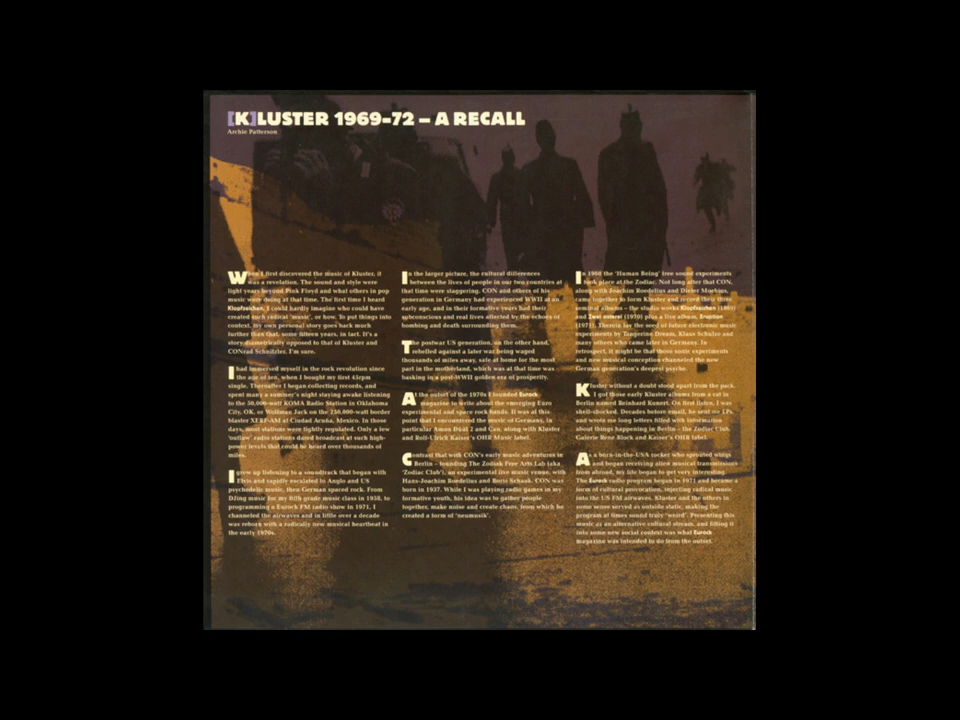 [K]LUSTER 1969-72 – A RECALL
Archie Patterson
When I first discovered the music of Kluster, it
was a revelation. The sound and style were
light years beyond Pink Floyd and what others in pop
music were doing at that time. The first time I heard
Klopfzeichen, I could hardly imagine who could have
created such radical 'music', or how. To put things into
context, my own personal story goes back much
further than that, some fifteen years, in fact. It's a
story diametrically opposed to that of Kluster and
CONrad Schnitzler, I'm sure.
I had immersed myself in the rock revolution since
the age of ten, when I bought my first 45rpm
single. Thereafter I began collecting records, and
spent many a summer's night staying awake listening
to the 50,000-watt KOMA Radio Station in Oklahoma
City, OK, or Wolfman Jack on the 250,000-watt border
blaster XERF-AM at Ciudad Acuña, Mexico. In those
days, most stations were tightly regulated. Only a few
'outlaw' radio stations dared broadcast at such high-
power levels that could be heard over thousands of
miles.
I grew up listening to a soundtrack that began with
Elvis and rapidly escalated to Anglo and US
psychedelic music, then German spaced rock. From
DJing music for my fifth grade music class in 1958, to
programming a Eurock FM radio show in 1971, I
channeled the airwaves and in little over a decade
was reborn with a radically new musical heartbeat in
the early 1970s.
In the larger picture, the cultural differences
between the lives of people in our two countries at
that time were staggering. CON and others of his
generation in Germany had experienced WWII at an
early age, and in their formative years had their
subconscious and real lives affected by the echoes of
bombing and death surrounding them.
The postwar US generation, on the other hand,
rebelled against a later war being waged
thousands of miles away, safe at home for the most
part in the motherland, which was at that time was
basking in a post-WWII golden era of prosperity.
At the outset of the 1970s I founded Eurock
magazine to write about the emerging Euro
experimental and space rock bands. It was at this
point that I encountered the music of Germany, in
particular Amon Düül 2 and Can, along with Kluster
and Rolf-Ulrich Kaiser's OHR Music label.
Contrast that with CON's early music adventures in
Berlin – founding The Zodiak Free Arts Lab (aka
'Zodiac Club'), an experimental live music venue, with
Hans-Joachim Roedelius and Boris Schaak. CON was
born in 1937. While I was playing radio games in my
formative youth, his idea was to gather people
together, make noise and create chaos, from which he
created a form of 'neumusik'.
In 1968 the 'Human Being' free sound experiments
took place at the Zodiac. Not long after that CON,
along with Joachim Roedelius and Dieter Moebius,
came together to form Kluster and record their three
seminal albums – the studio works Klopfzeichen (1969)
and Zwei osterei (1970) plus a live album, Eruption
(1971). Therein lay the seed of future electronic music
experiments by Tangerine Dream, Klaus Schulze and
many others who came later in Germany. In
retrospect, it might be that those sonic experiments
and new musical conception channeled the new
German generation's deepest psyche.
Kluster without a doubt stood apart from the pack.
I got those early Kluster albums from a cat in
Berlin named Reinhard Kunert. On first listen, I was
shell-shocked. Decades before email, he sent me LPs,
and wrote me long letters filled with information
about things happening in Berlin – the Zodiac Club,
Galerie Rene Block and Kaiser's OHR label.
As a born-in-the-USA rocker who sprouted wings
and began receiving alien musical transmissions
from abroad, my life began to get very interesting.
The Eurock radio program began in 1971 and became a
form of cultural provocation, injecting radical music
into the US FM airwaves. Kluster and the others in
some sense served as outside static, making the
program at times sound truly 'weird'. Presenting this
music as an alternative cultural stream, and fitting it
into some new social context was what Eurock
magazine was intended to do from the outset.